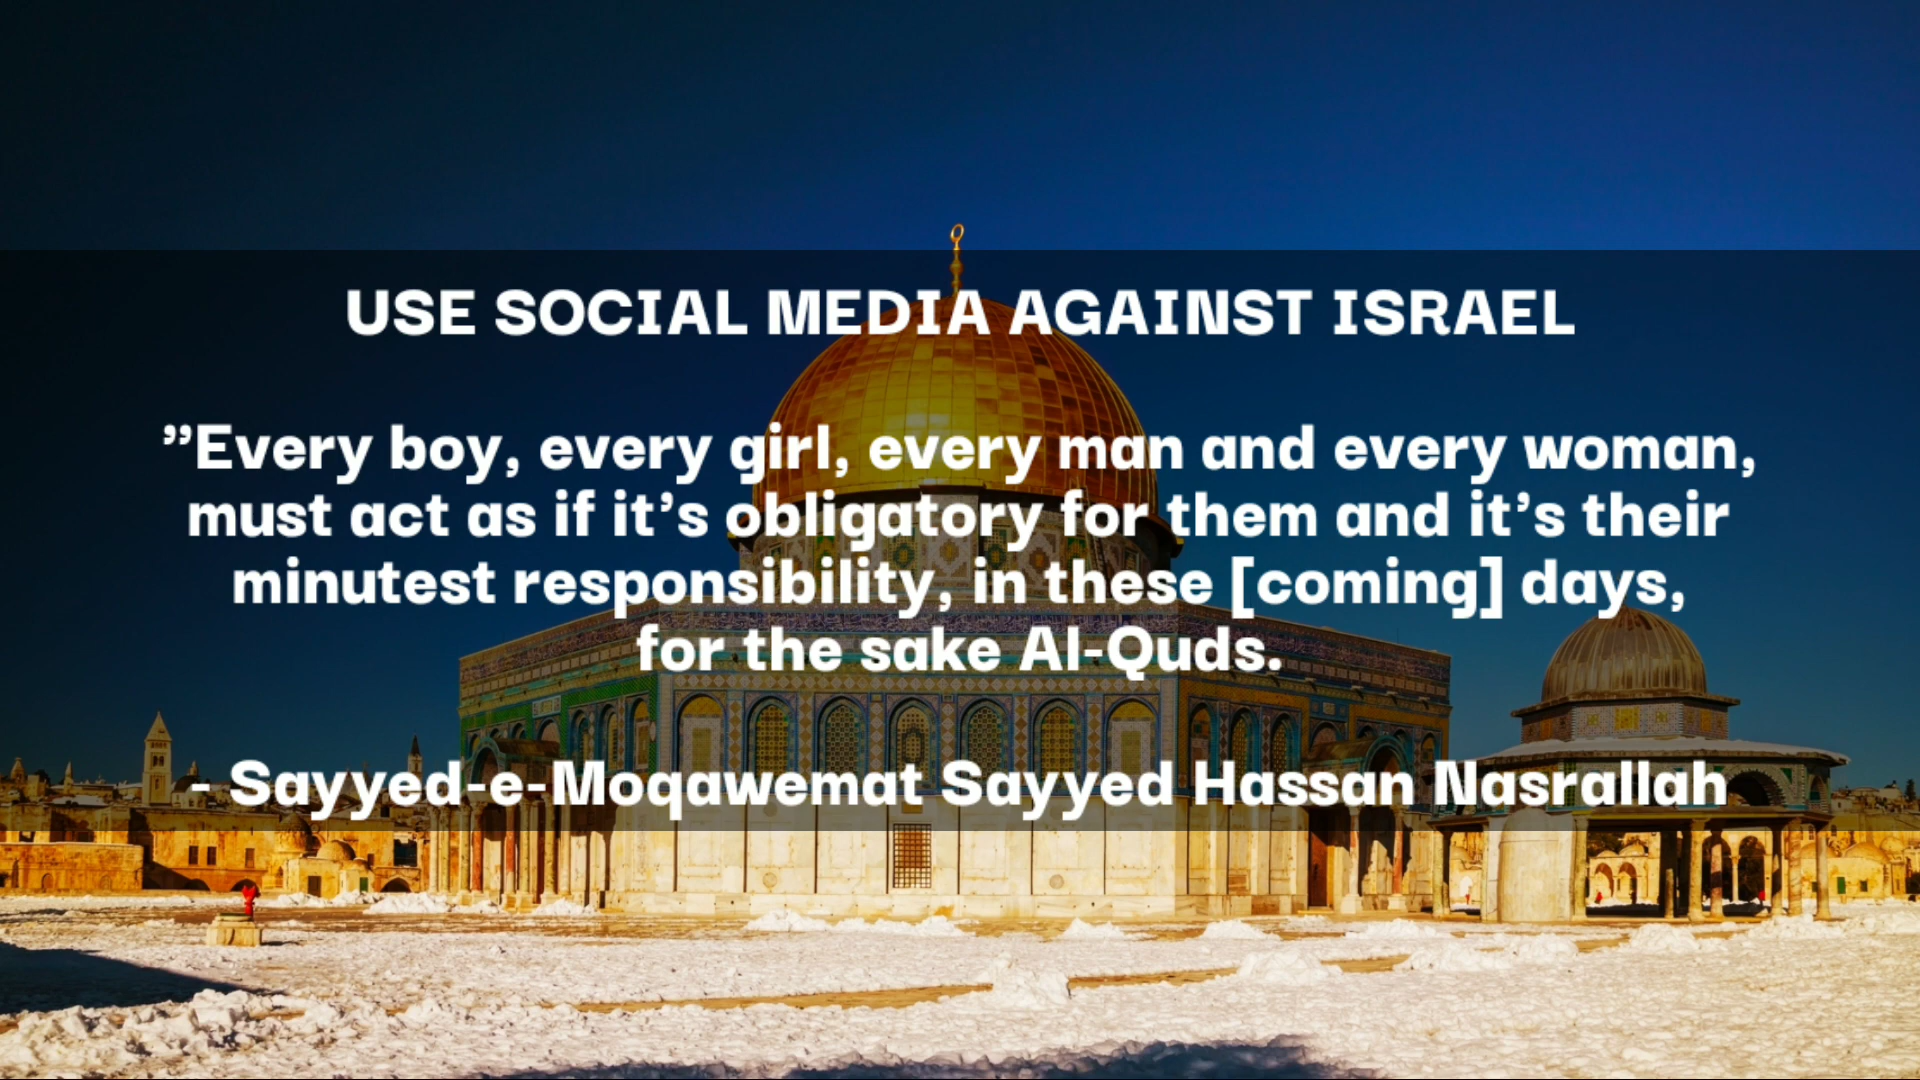 USE SOCIAL MEDIA AGAINST ISRAEL
”Every boy, every girl, every man and every woman,
must act as if it’s obligatory for them and it’s their
minutest responsibility, in these [coming] days,
for the sake Al-Quds.
- Sayyed-e-Moqawemat Sayyed Hassan Nasrallah